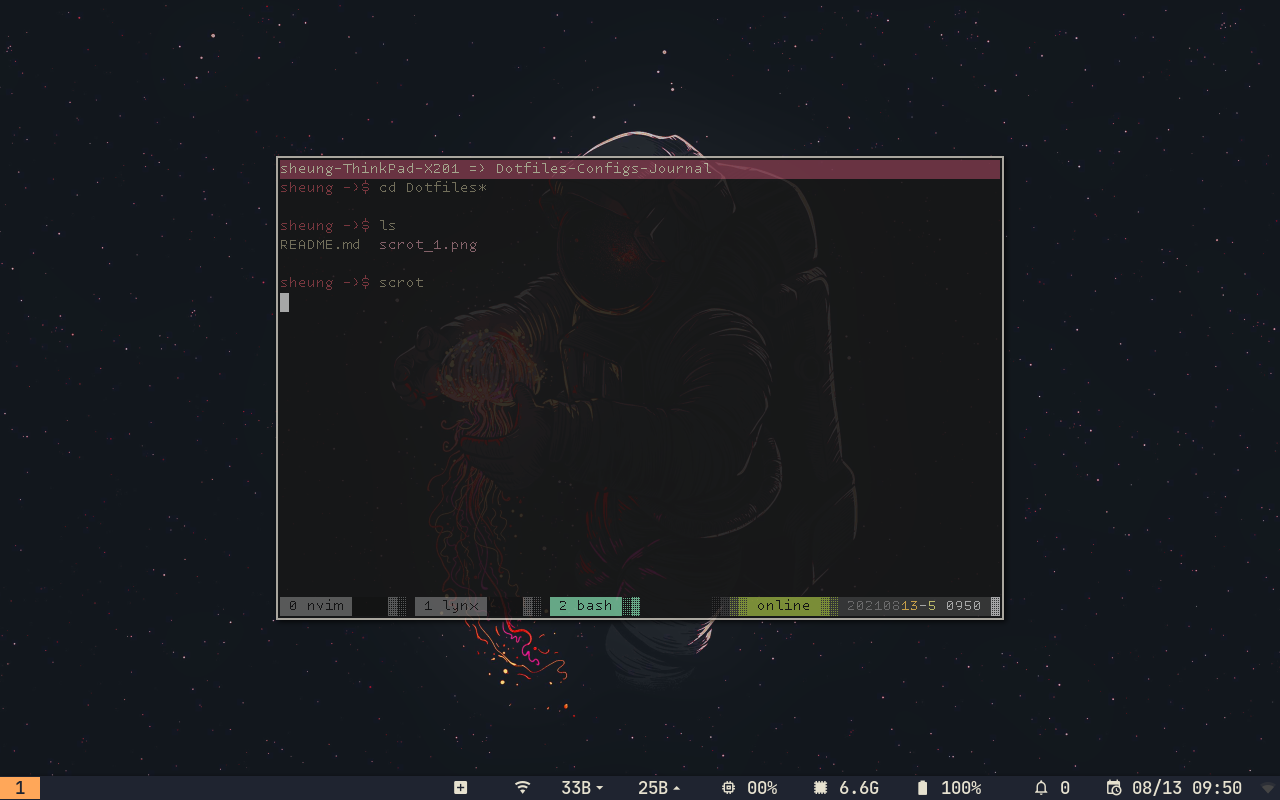 sheung-ThinkPad-X201 => Dotfiles-Configs-Journal
sheung ->$ cd Dotfiles*
sheung ->$ ls
README.md scrot_1.png
sheung ->$ scrot
0 nvim 1 lynx 2 bash online 20210813-5 0950
1 33B 25B 00% 6.6G 100% 0 08/13 09:50